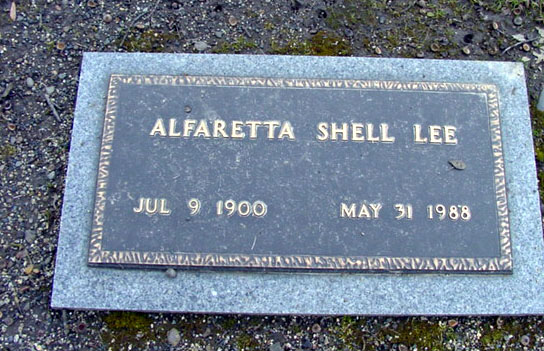 ALFARETTA SHELL LEE
JUL 9 1900 MAY 31 1988